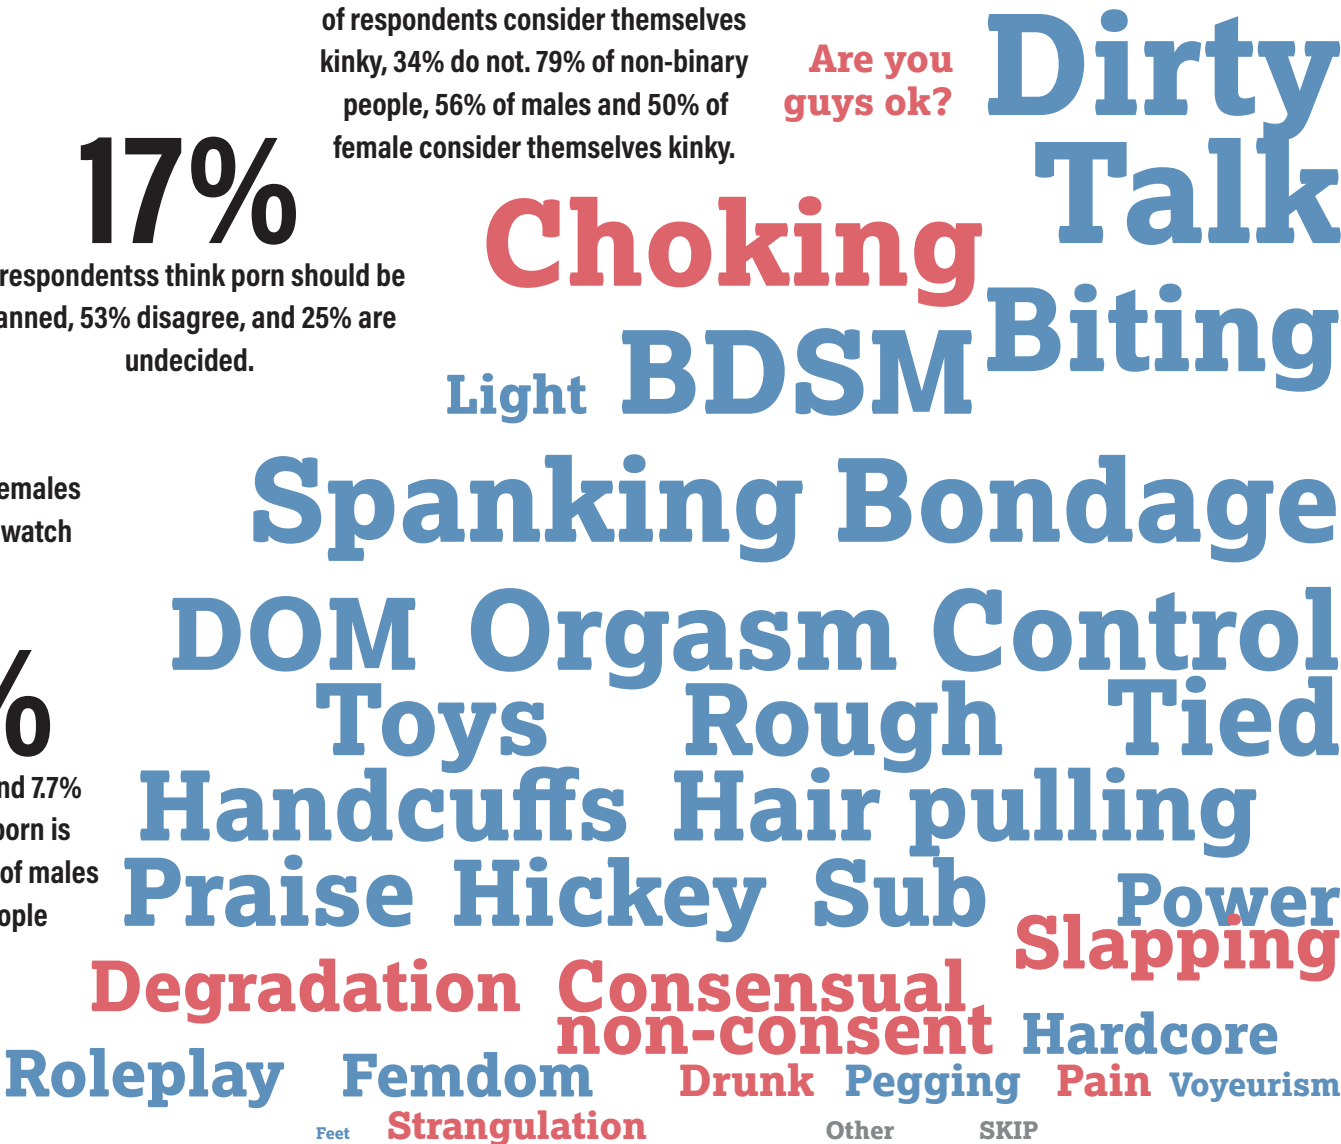 of respondents consider themselves
kinky, 34% do not. 79% of non-binary
people, 56% of males and 50% of
female consider themselves kinky.
Are you
guys ok?
Dirty
Talk
17%
respondentss think porn should be
anned, 53% disagree, and 25% are
undecided.
Choking
Biting
Light BDSM
emales
watch
Spanking Bondage
DOM Orgasm Control
%
Toys Rough Tied
nd 7.7%
porn is
of males
ople
Handcuffs Hair pulling
Praise Hickey Sub Power
Slapping
Degradation Consensual
non-consent Hardcore
Roleplay Femdom Drunk Pegging Pain Voyeurism
Feet Strangulation Other SKIP